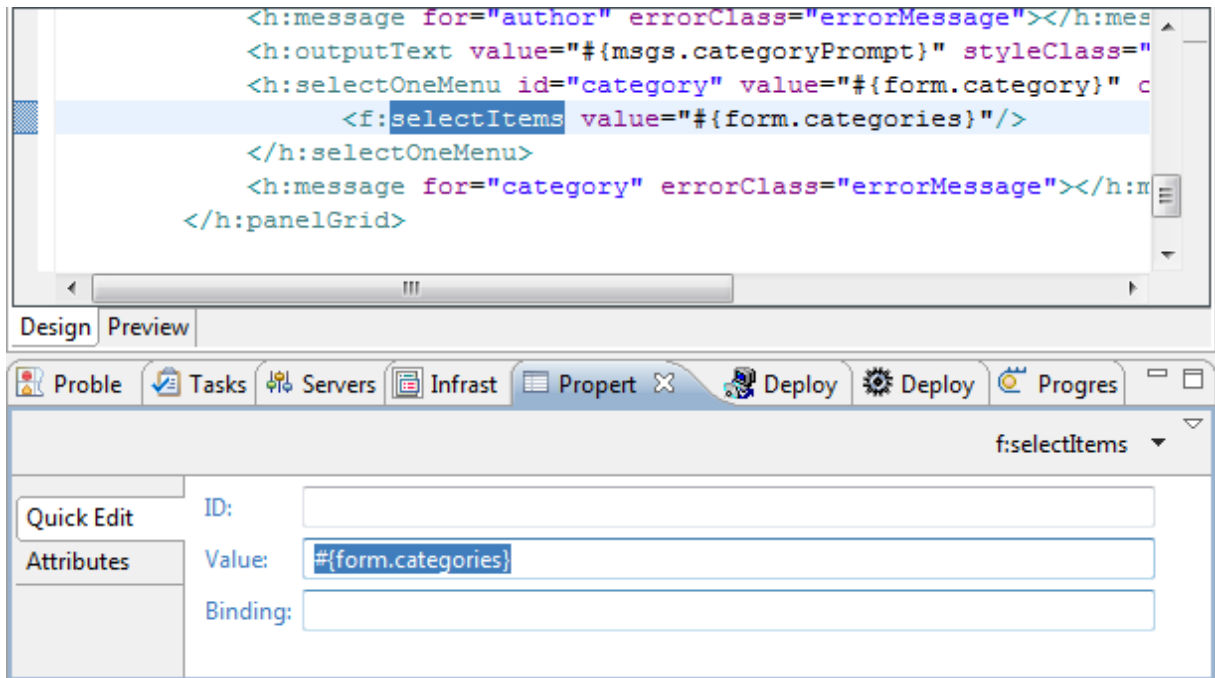 <h:message for="author" errorClass="errorMessage"></h:mes
<h:outputText value="#{msgs.categoryPrompt}" styleClass="
<h:selectOneMenu id="category" value="#{form.category}" c
<f:selectItems value="#{form.categories}"/>
</h:selectOneMenu>
<h:message for="category" errorClass="errorMessage"></h:m
</h:panelGrid>
Design Preview
Proble Tasks Servers Infrast Propert Deploy Deploy Progres
f:selectItems
Quick Edit
Attributes
ID:
Value: #{form.categories}
Binding: